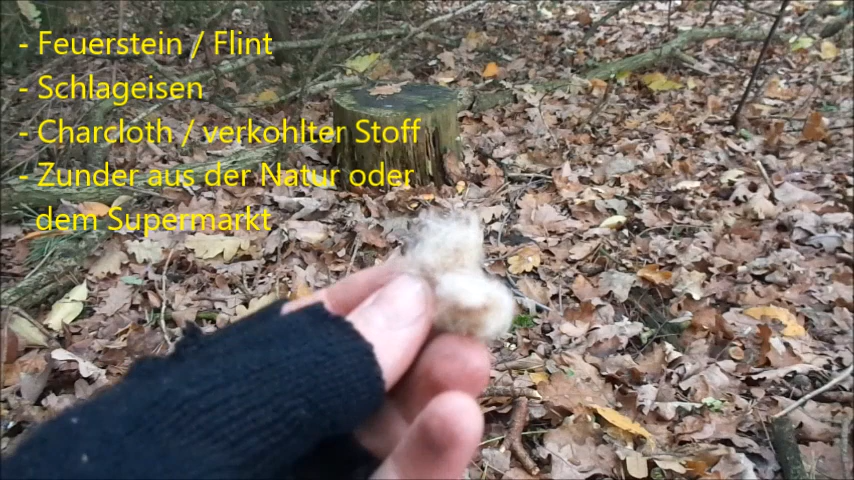 - Feuerstein / Flint
- Schlageisen
- Charcloth / verkohlter Stoff
- Zunder aus der Natur oder
dem Supermarkt